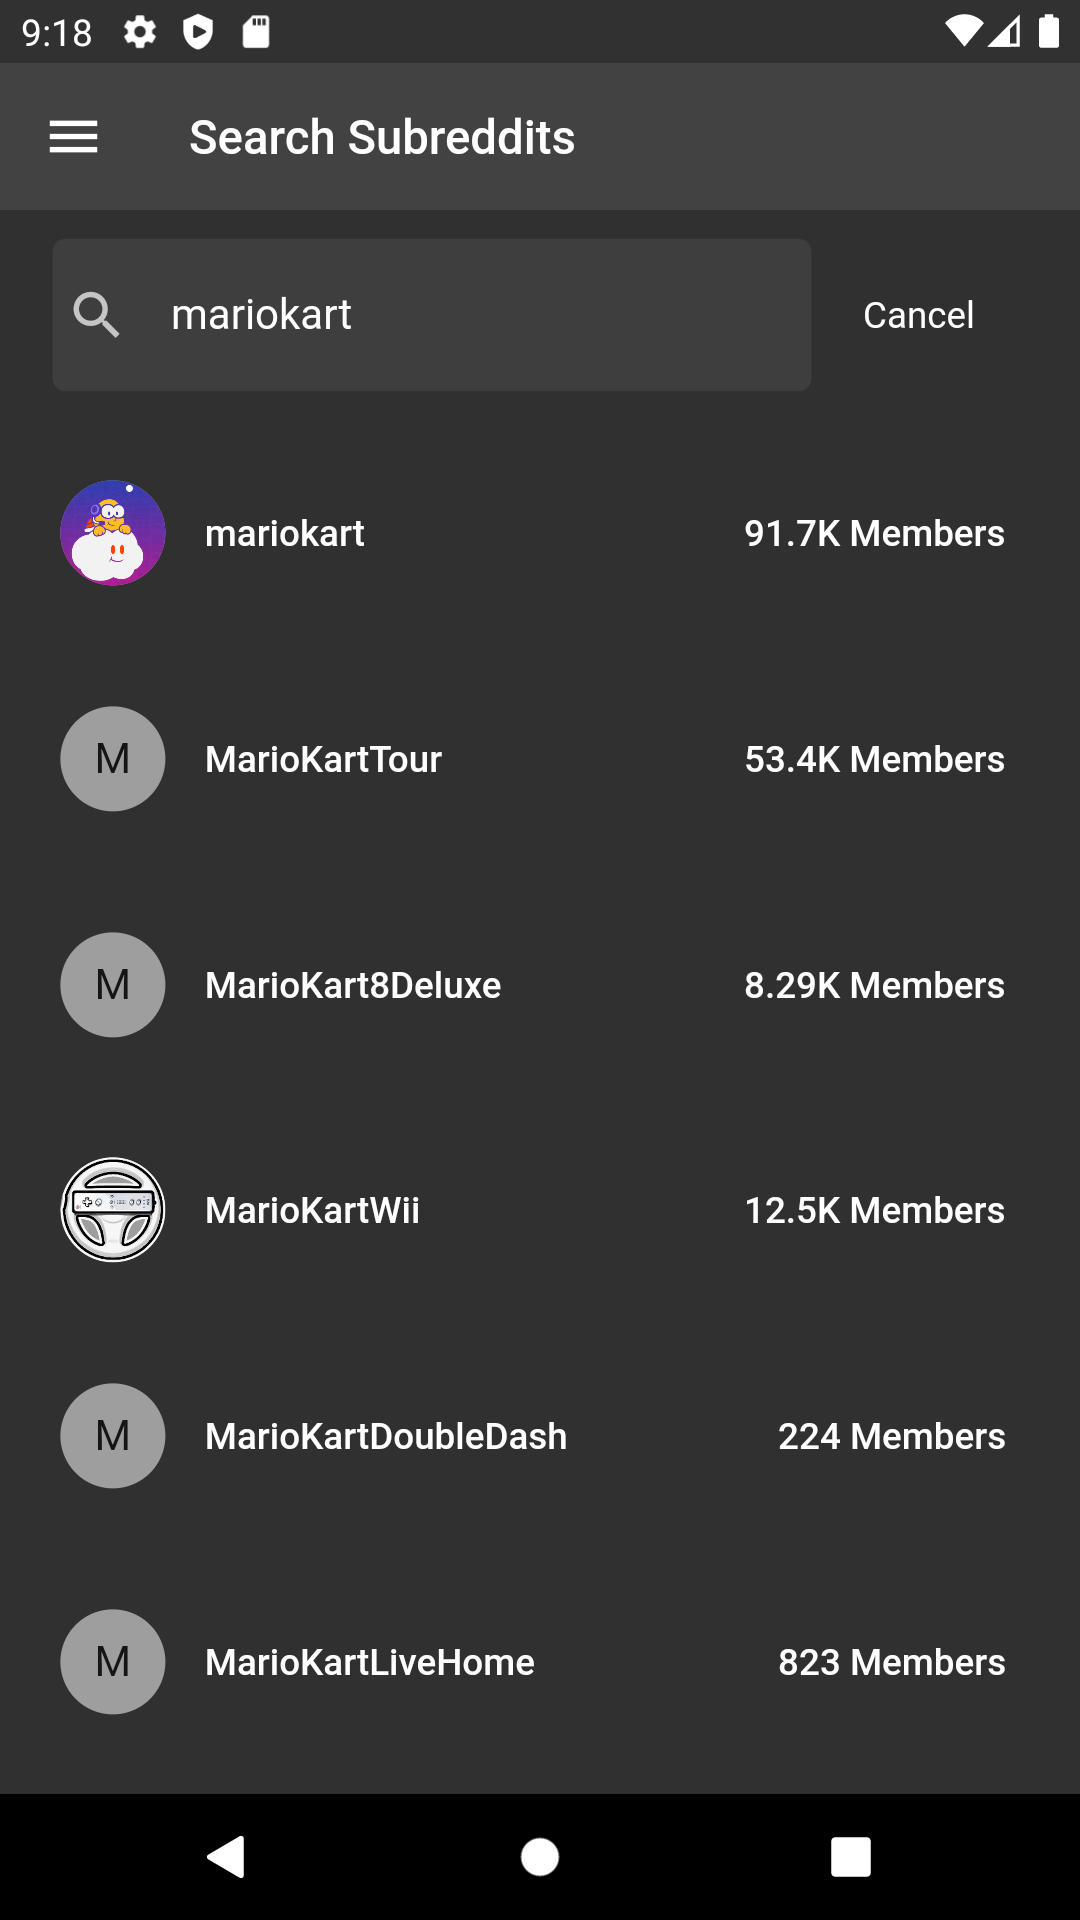 9:18
Search Subreddits
mariokart
Cancel
mariokart 91.7K Members
M MarioKartTour 53.4K Members
M MarioKart8Deluxe 8.29K Members
MarioKartWii 12.5K Members
M MarioKartDoubleDash 224 Members
M MarioKartLiveHome 823 Members